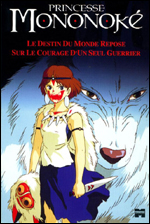 PRINCESSE
MONONOKÉ
LE DESTIN DU MONDE REPOSE
SUR LE COURAGE D'UN SEUL GUERRIER